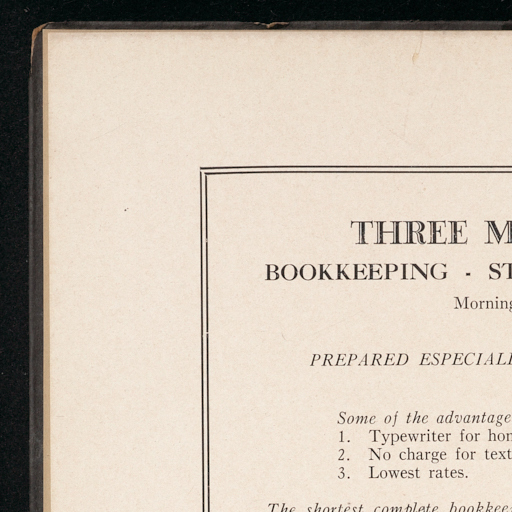 THREE M
BOOKKEEPING - ST
Morning
PREPARED ESPECIALL
Some of the advantage
1. Typewriter for hom
2. No charge for text
3. Lowest rates.
The shortest complete bookkee